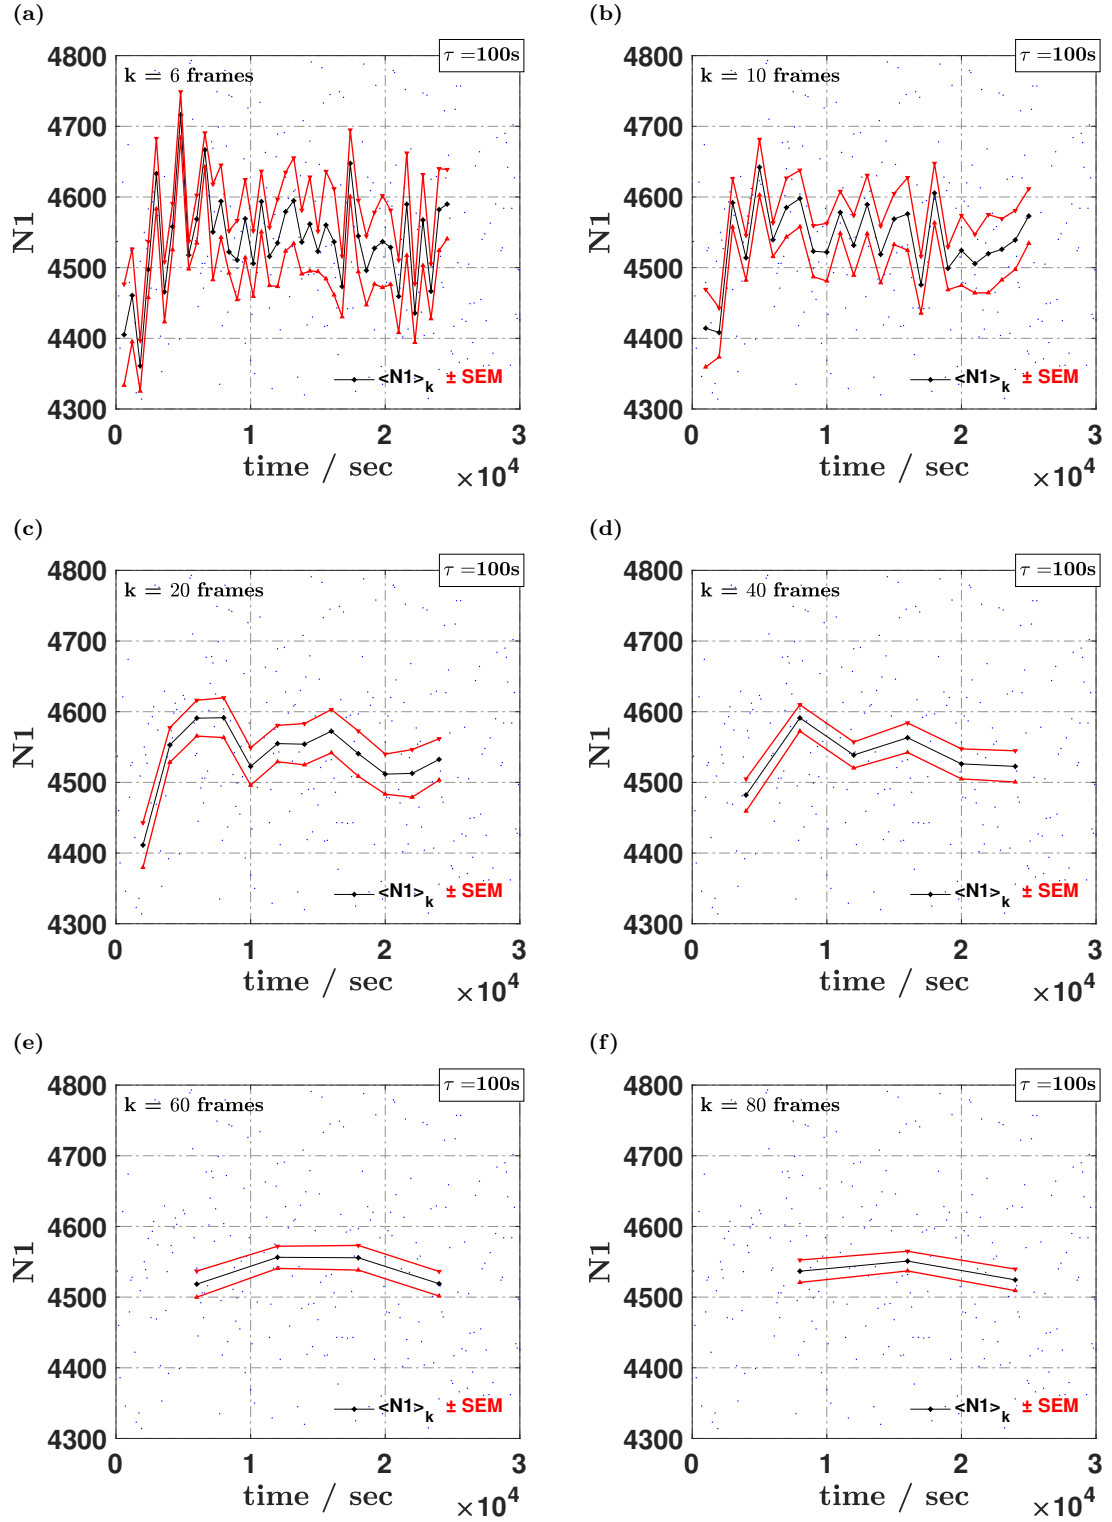 (a)
(b)
τ =100s
τ =100s
k = 6 frames
k = 10 frames
4800
4700
4600
4500
4400
4300
N1
<N1>k ± SEM
0 1 2 3
time / sec
×10^4
4800
4700
4600
4500
4400
4300
N1
<N1>k ± SEM
0 1 2 3
time / sec
×10^4
(c)
(d)
τ =100s
τ =100s
k = 20 frames
k = 40 frames
4800
4700
4600
4500
4400
4300
N1
<N1>k ± SEM
0 1 2 3
time / sec
×10^4
4800
4700
4600
4500
4400
4300
N1
<N1>k ± SEM
0 1 2 3
time / sec
×10^4
(e)
(f)
τ =100s
τ =100s
k = 60 frames
k = 80 frames
4800
4700
4600
4500
4400
4300
N1
<N1>k ± SEM
0 1 2 3
time / sec
×10^4
4800
4700
4600
4500
4400
4300
N1
<N1>k ± SEM
0 1 2 3
time / sec
×10^4